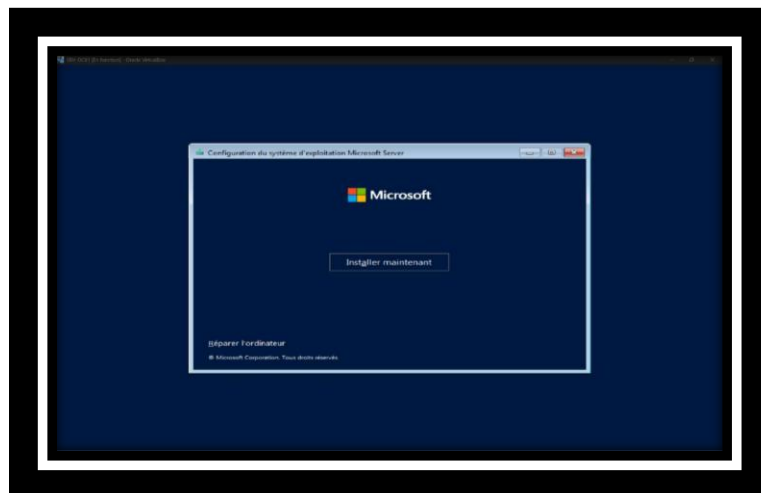 Configuration du système d'exploitation Microsoft Server
Microsoft
Installer maintenant
Réparer l'ordinateur
© Microsoft Corporation. Tous droits réservés.